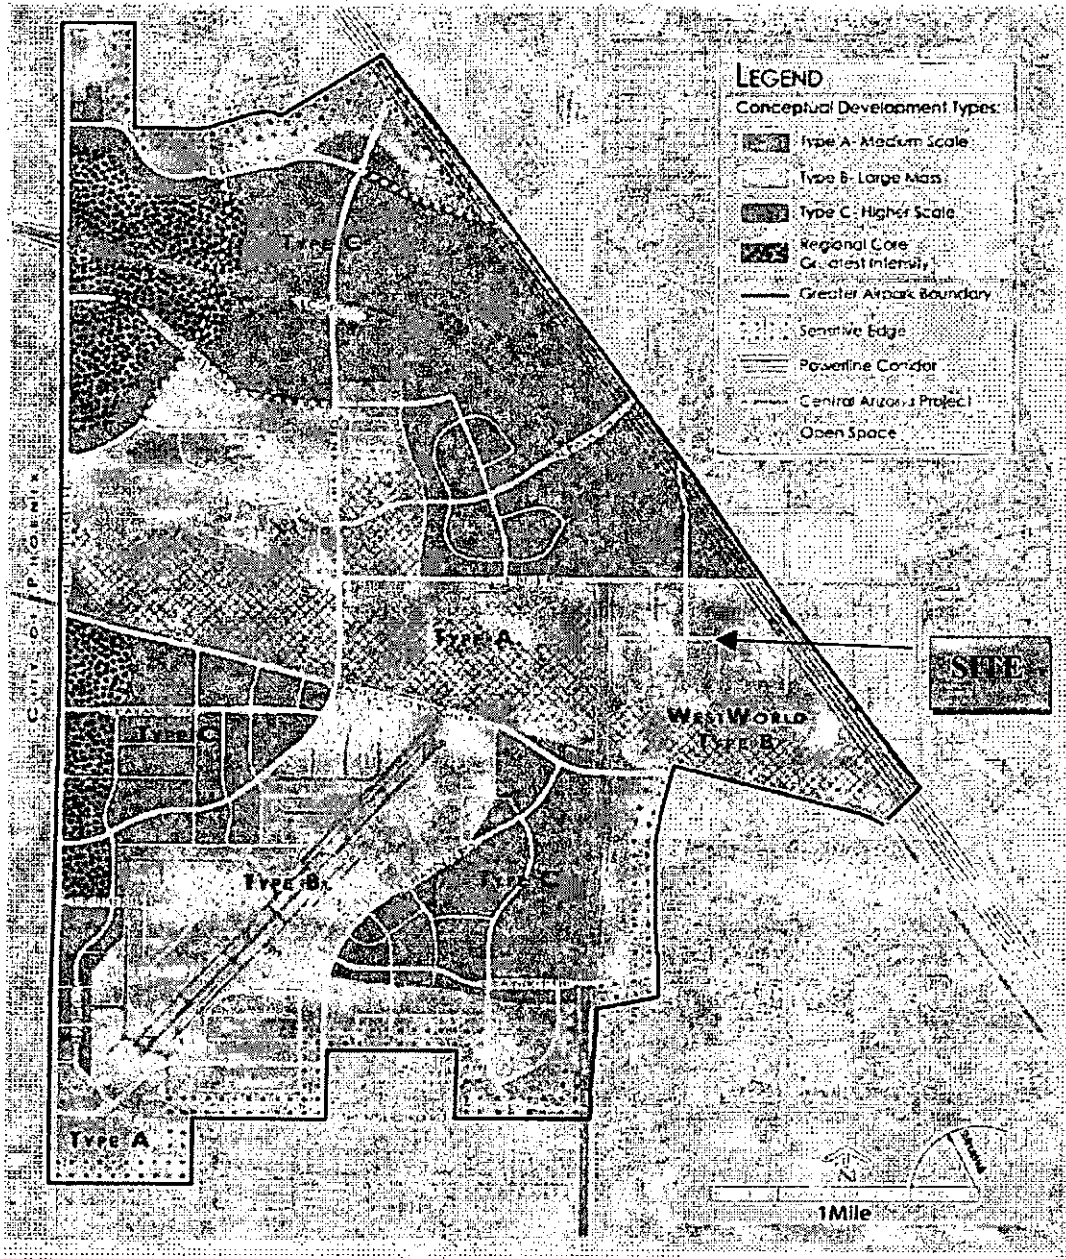 LEGEND
Conceptual Development Types:
Type A- Medium Scale
Type B- Large Mass
Type C- Higher Scale
Regional Core
Greatest Intensity
Greater Airpark Boundary
Sensitive Edge
Powerline Corridor
Central Arizona Project
Open Space
TYPE C
CITY OF PHOENIX
TYPE A
SITE
WESTWORLD
TYPE B
TYPE C
TYPE B
TYPE C
TYPE A
N
1Mile